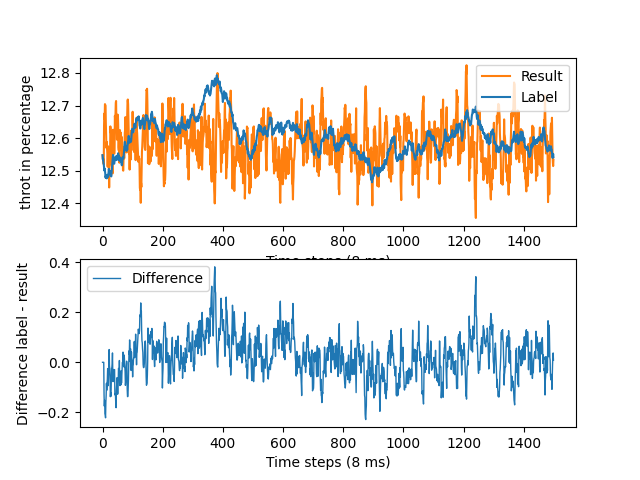 12.8
12.7
12.6
12.5
12.4
throt in percentage
Result
Label
0 200 400 600 800 1000 1200 1400
Time steps (8 ms)
0.4
0.2
0.0
−0.2
Difference label - result
Difference
0 200 400 600 800 1000 1200 1400
Time steps (8 ms)